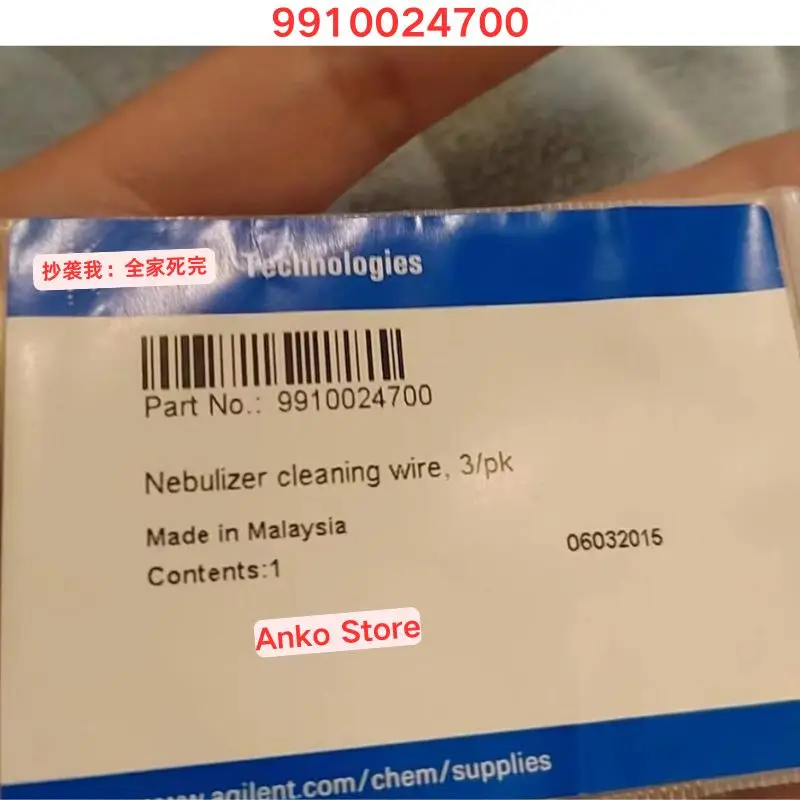 9910024700
抄袭我：全家死完
Technologies
Part No.: 9910024700
Nebulizer cleaning wire, 3/pk
Made in Malaysia
06032015
Contents:1
Anko Store
www.agilent.com/chem/supplies